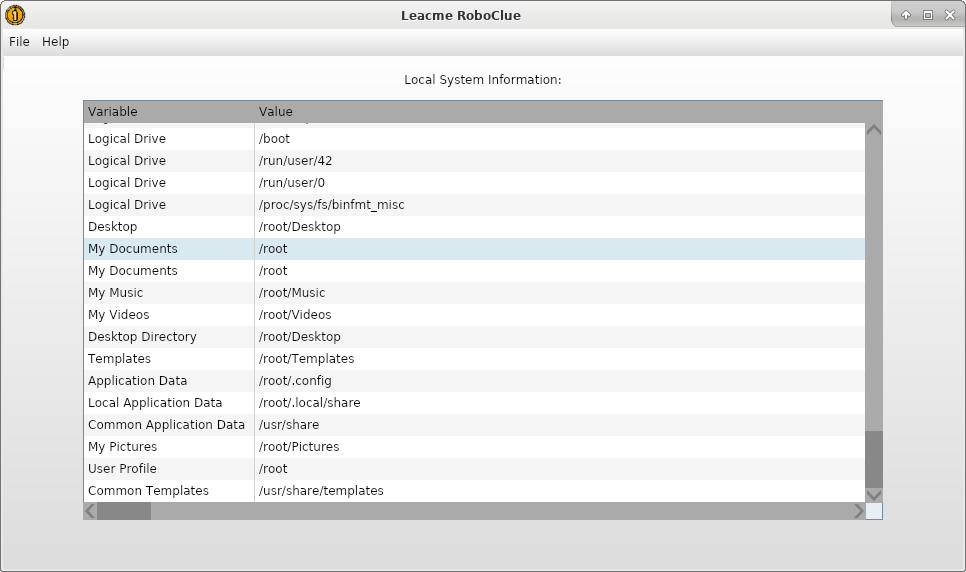 Leacme RoboClue
File Help
Local System Information:
Variable Value
Logical Drive /boot
Logical Drive /run/user/42
Logical Drive /run/user/0
Logical Drive /proc/sys/fs/binfmt_misc
Desktop /root/Desktop
My Documents /root
My Documents /root
My Music /root/Music
My Videos /root/Videos
Desktop Directory /root/Desktop
Templates /root/Templates
Application Data /root/.config
Local Application Data /root/.local/share
Common Application Data /usr/share
My Pictures /root/Pictures
User Profile /root
Common Templates /usr/share/templates